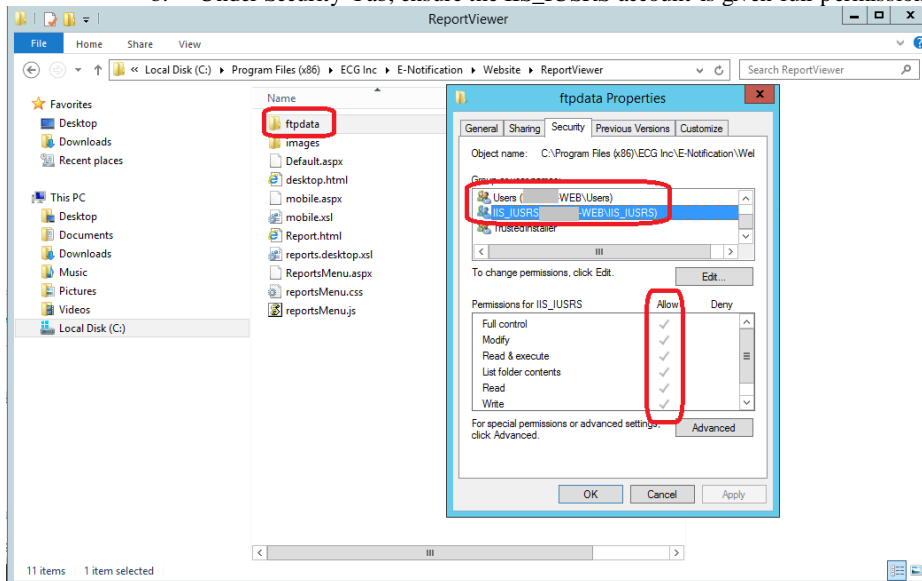 Under Security Tab, ensure the IIS_IUSRS account is given full permission
ReportViewer
File Home Share View
« Local Disk (C:) Program Files (x86) ECG Inc E-Notification Website ReportViewer
Search ReportViewer
Favorites
Desktop
Downloads
Recent places
This PC
Desktop
Documents
Downloads
Music
Pictures
Videos
Local Disk (C:)
Name
ftpdata
images
Default.aspx
desktop.html
mobile.aspx
mobile.xsl
Report.html
reports.desktop.xsl
ReportsMenu.aspx
reportsMenu.css
reportsMenu.js
ftpdata Properties
General Sharing Security Previous Versions Customize
Object name: C:\Program Files (x86)\ECG Inc\E-Notification\Wel
Group or user names:
Users ( -WEB\Users)
IIS_IUSRS -WEB\IIS_IUSRS)
TrustedInstaller
To change permissions, click Edit.
Edit...
Permissions for IIS_IUSRS Allow Deny
Full control
Modify
Read & execute
List folder contents
Read
Write
For special permissions or advanced settings,
click Advanced.
Advanced
OK Cancel Apply
11 items 1 item selected